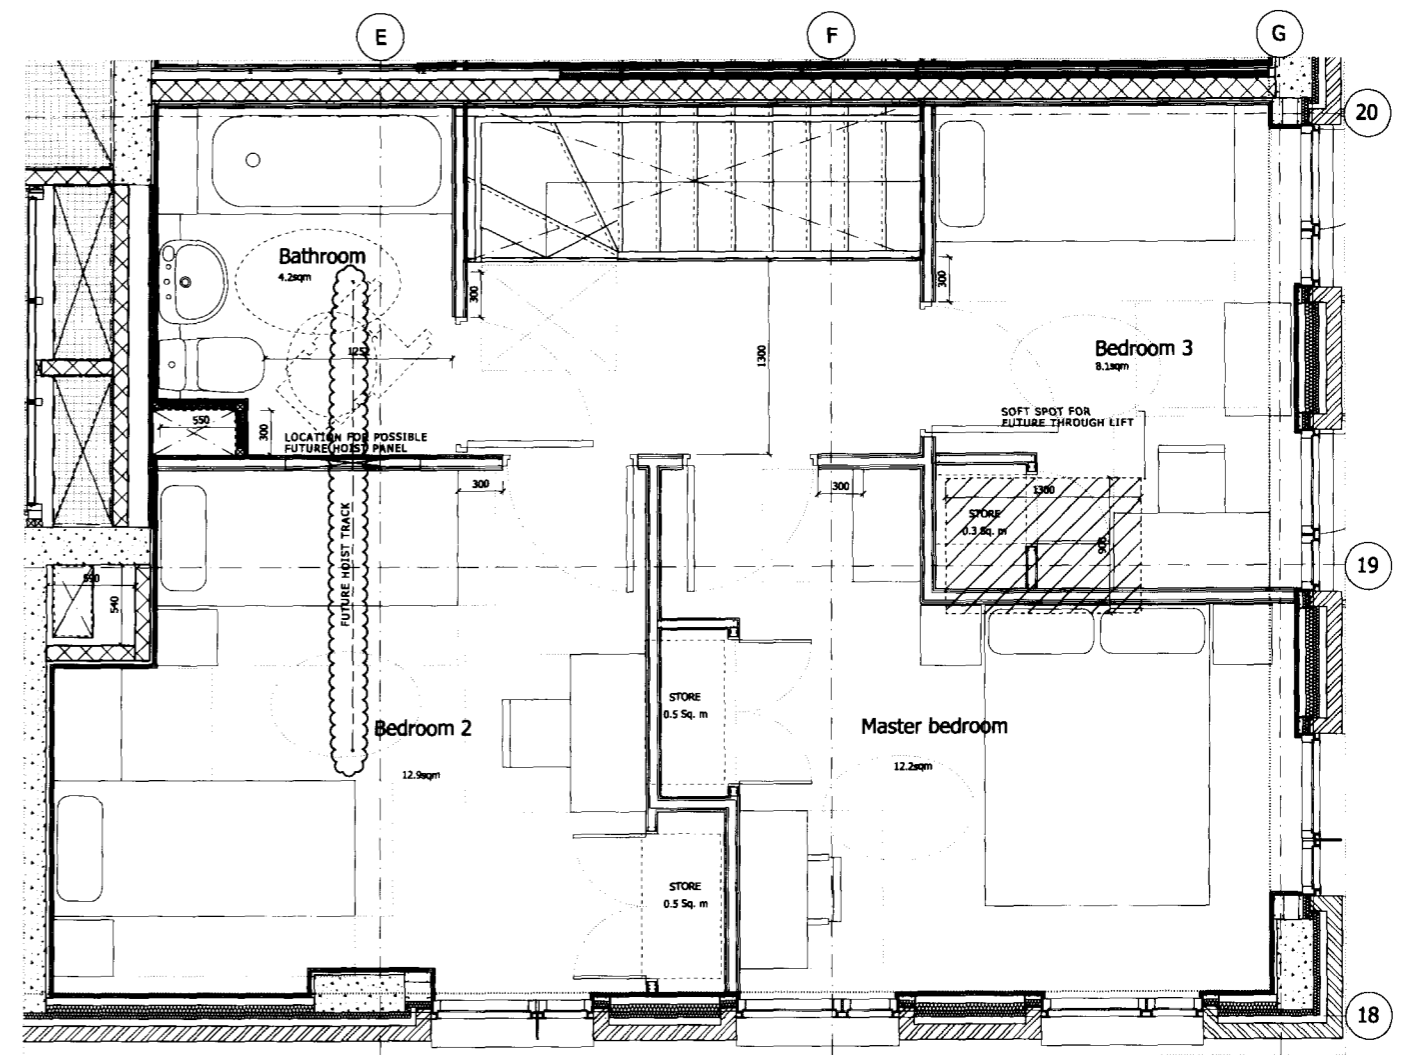 E
F
G
20
Bathroom
4.2sqm
300
300
1300
Bedroom 3
8.1sqm
550
300
LOCATION FOR POSSIBLE
FUTURE HOIST PANEL
SOFT SPOT FOR
FUTURE THROUGH LIFT
300
300
1300
STORE
0.3 Sq. m
900
FUTURE HOIST TRACK
19
540
STORE
0.5 Sq. m
Bedroom 2
12.9sqm
Master bedroom
12.2sqm
STORE
0.5 Sq. m
18